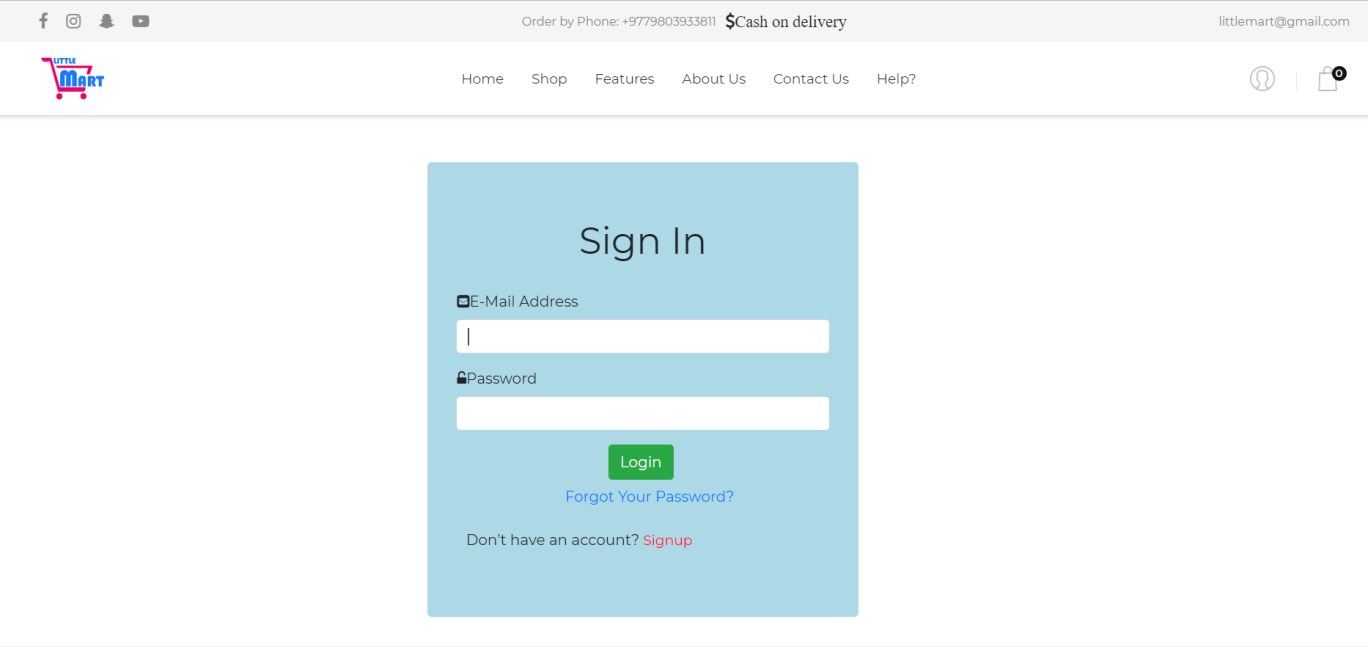 Order by Phone: +9779803933811 $Cash on delivery littlemart@gmail.com
LITTLE
MART
Home Shop Features About Us Contact Us Help? 0
Sign In
E-Mail Address
Password
Login
Forgot Your Password?
Don't have an account? Signup